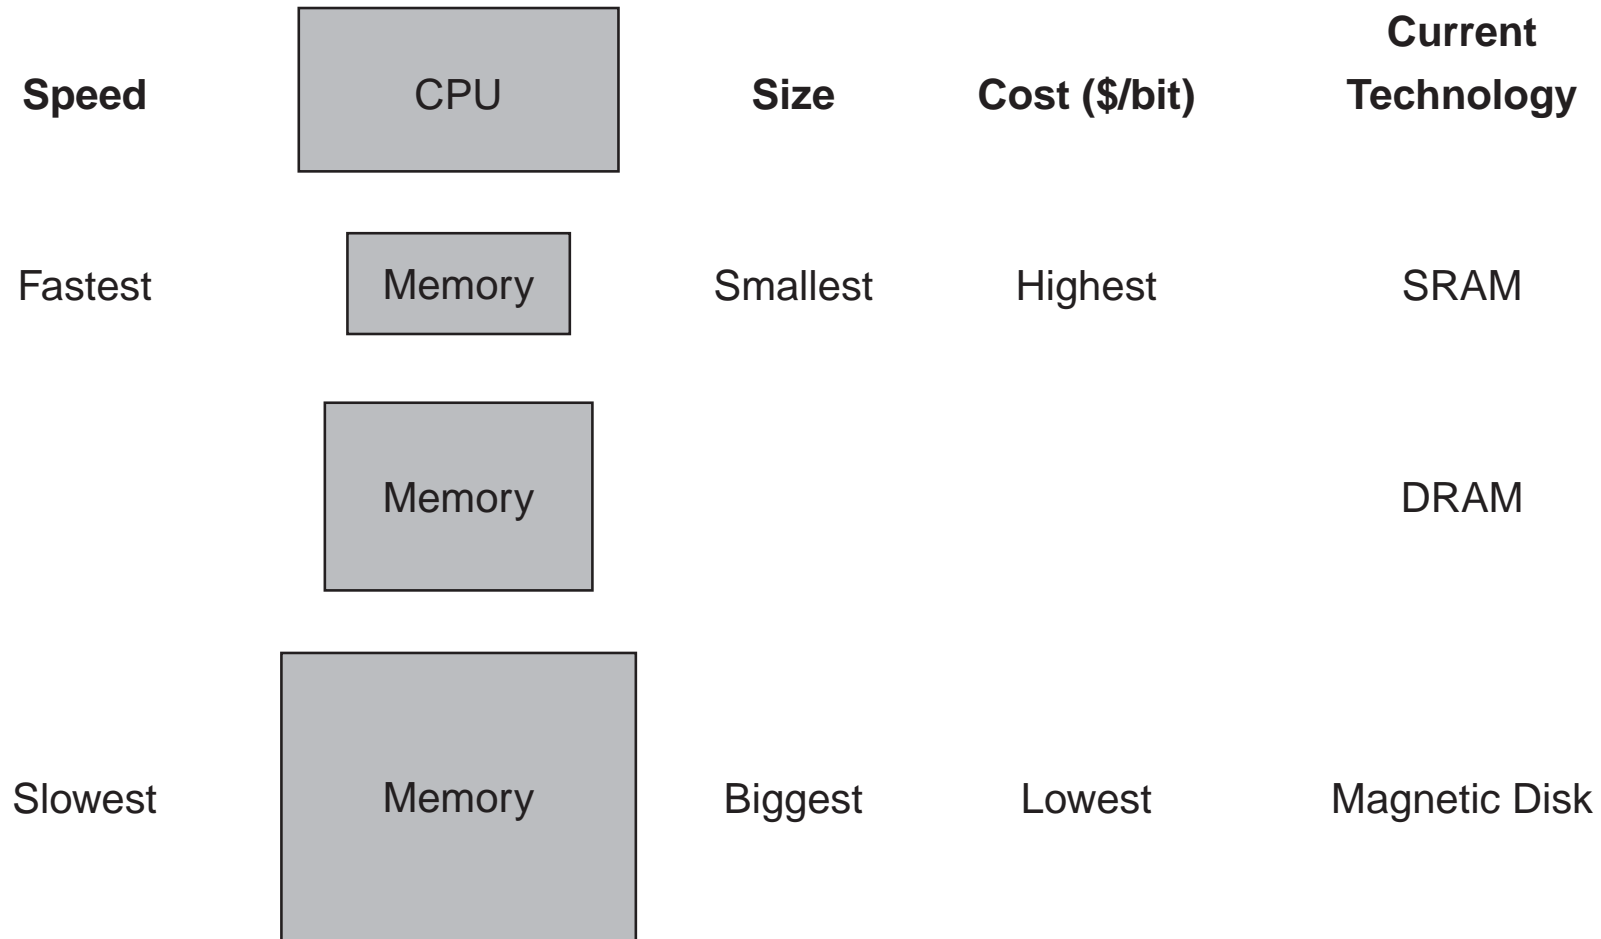 Current
Speed CPU Size Cost ($/bit) Technology
Fastest Memory Smallest Highest SRAM
Memory DRAM
Slowest Memory Biggest Lowest Magnetic Disk